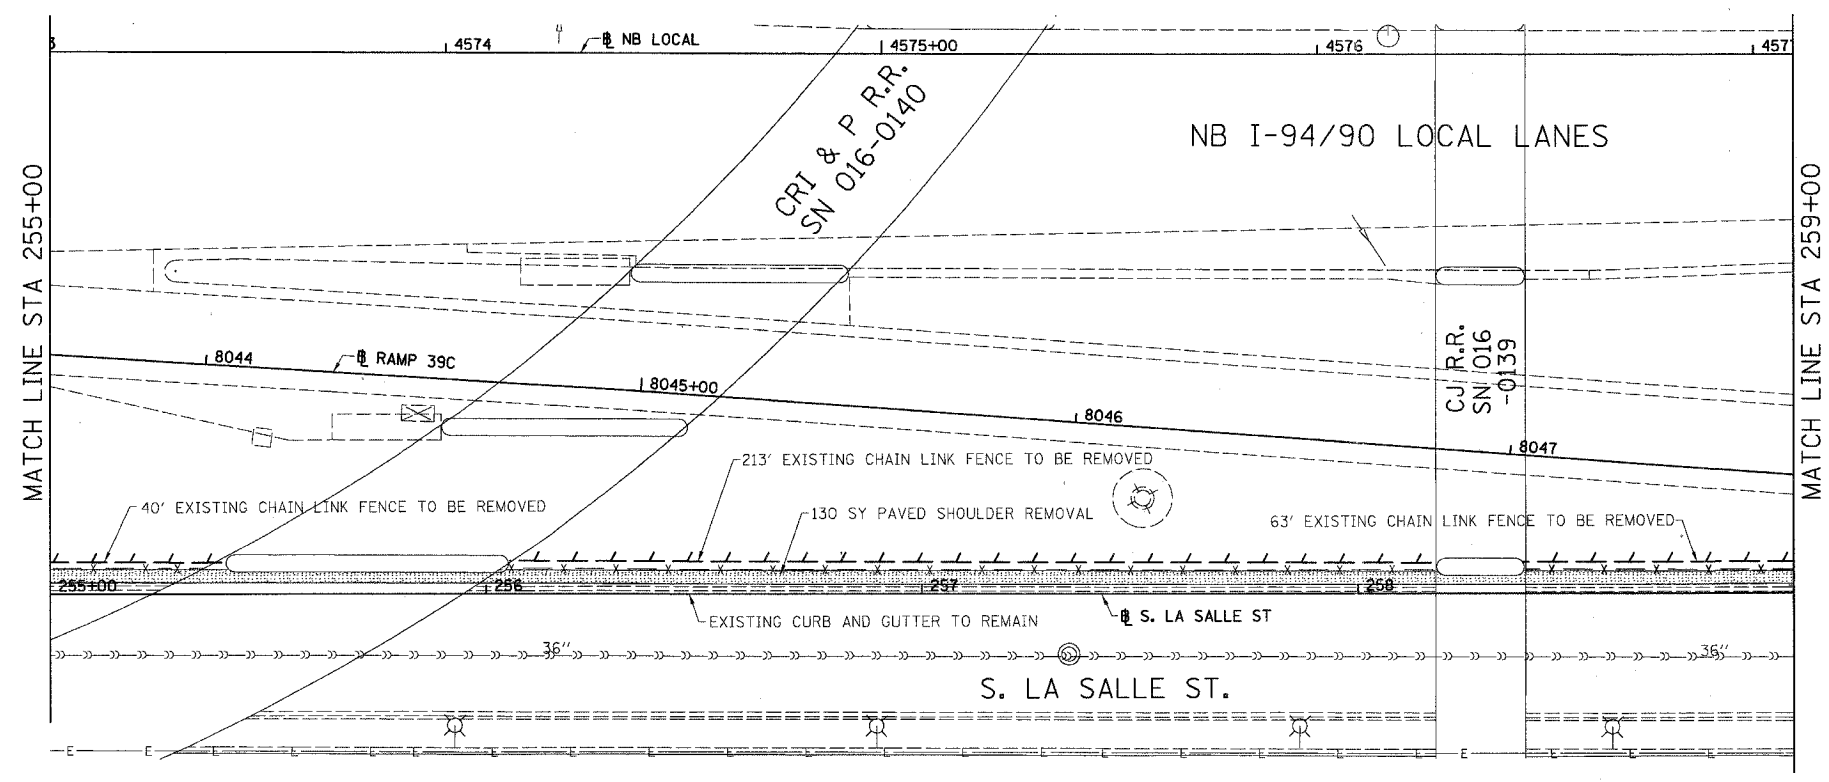 4574
℄ NB LOCAL
4575+00
4576
457
CRI & P R.R.
SN 016-0140
NB I-94/90 LOCAL LANES
MATCH LINE STA 255+00
MATCH LINE STA 259+00
8044
℄ RAMP 39C
8045+00
8046
8047
CJ R.R.
SN 016
-0139
213' EXISTING CHAIN LINK FENCE TO BE REMOVED
40' EXISTING CHAIN LINK FENCE TO BE REMOVED
130 SY PAVED SHOULDER REMOVAL
63' EXISTING CHAIN LINK FENCE TO BE REMOVED
255+00
256
257
258
EXISTING CURB AND GUTTER TO REMAIN
℄ S. LA SALLE ST
36"
36"
S. LA SALLE ST.
E E E E E E E E E E E E E E E E E E E E E